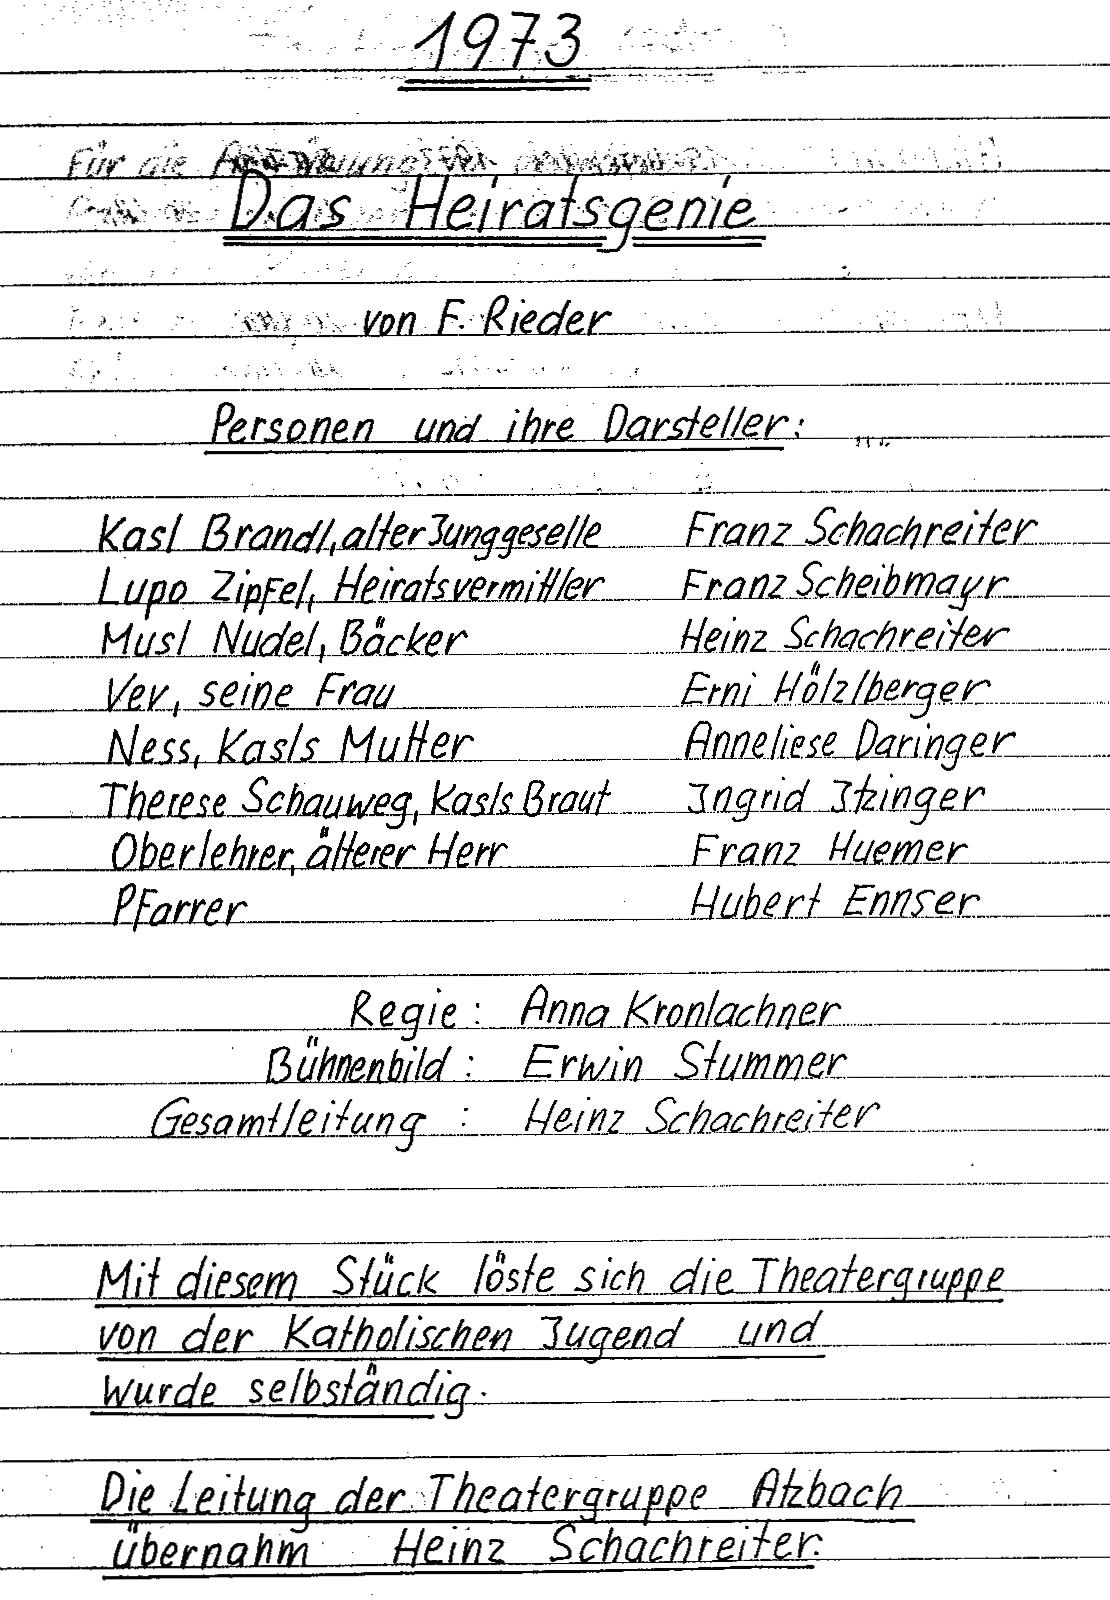 1973
Für die
Das Heiratsgenie
von F. Rieder
Personen und ihre Darsteller:
Kasl Brandl, alter Junggeselle Franz Schachreiter
Lupo Zipfel, Heiratsvermittler Franz Scheibmayr
Musl Nudel, Bäcker Heinz Schachreiter
Vev, seine Frau Erni Hölzlberger
Ness, Kasls Mutter Anneliese Daringer
Therese Schauweg, Kasls Braut Ingrid Itzinger
Oberlehrer, älterer Herr Franz Huemer
Pfarrer Hubert Ennser
Regie: Anna Kronlachner
Bühnenbild: Erwin Stummer
Gesamtleitung: Heinz Schachreiter
Mit diesem Stück löste sich die Theatergruppe
von der Katholischen Jugend und
wurde selbständig.
Die Leitung der Theatergruppe Atzbach
übernahm Heinz Schachreiter.